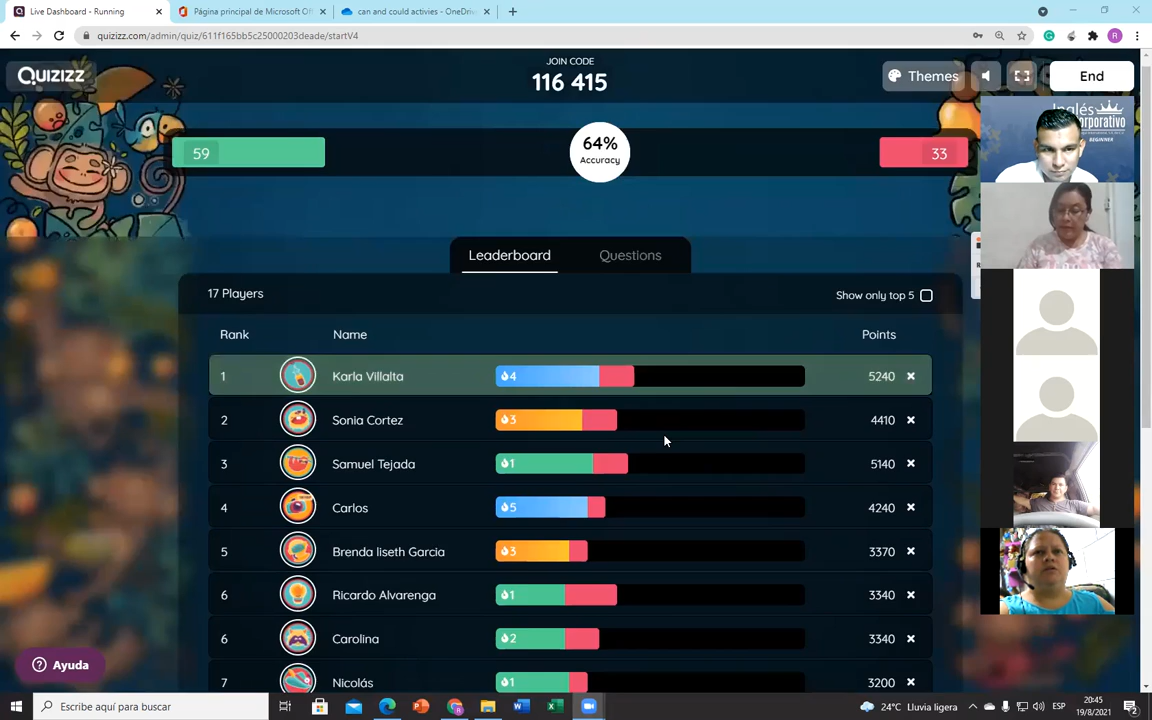 Live Dashboard - Running
Página principal de Microsoft Of
can and could activies - OneDriv
quizizz.com/admin/quiz/611f165bb5c25000203deade/startV4
R
Quizizz
JOIN CODE
116 415
Themes
End
Inglés
corporativo
BEGINNER
59
64%
Accuracy
33
Leaderboard
Questions
17 Players
Show only top 5
Rank Name Points
1 Karla Villalta 4 5240
2 Sonia Cortez 3 4410
3 Samuel Tejada 1 5140
4 Carlos 5 4240
5 Brenda liseth Garcia 3 3370
6 Ricardo Alvarenga 1 3340
6 Carolina 2 3340
7 Nicolás 1 3200
Ayuda
Escribe aquí para buscar
24°C Lluvia ligera
ESP
20:45
19/8/2021
2